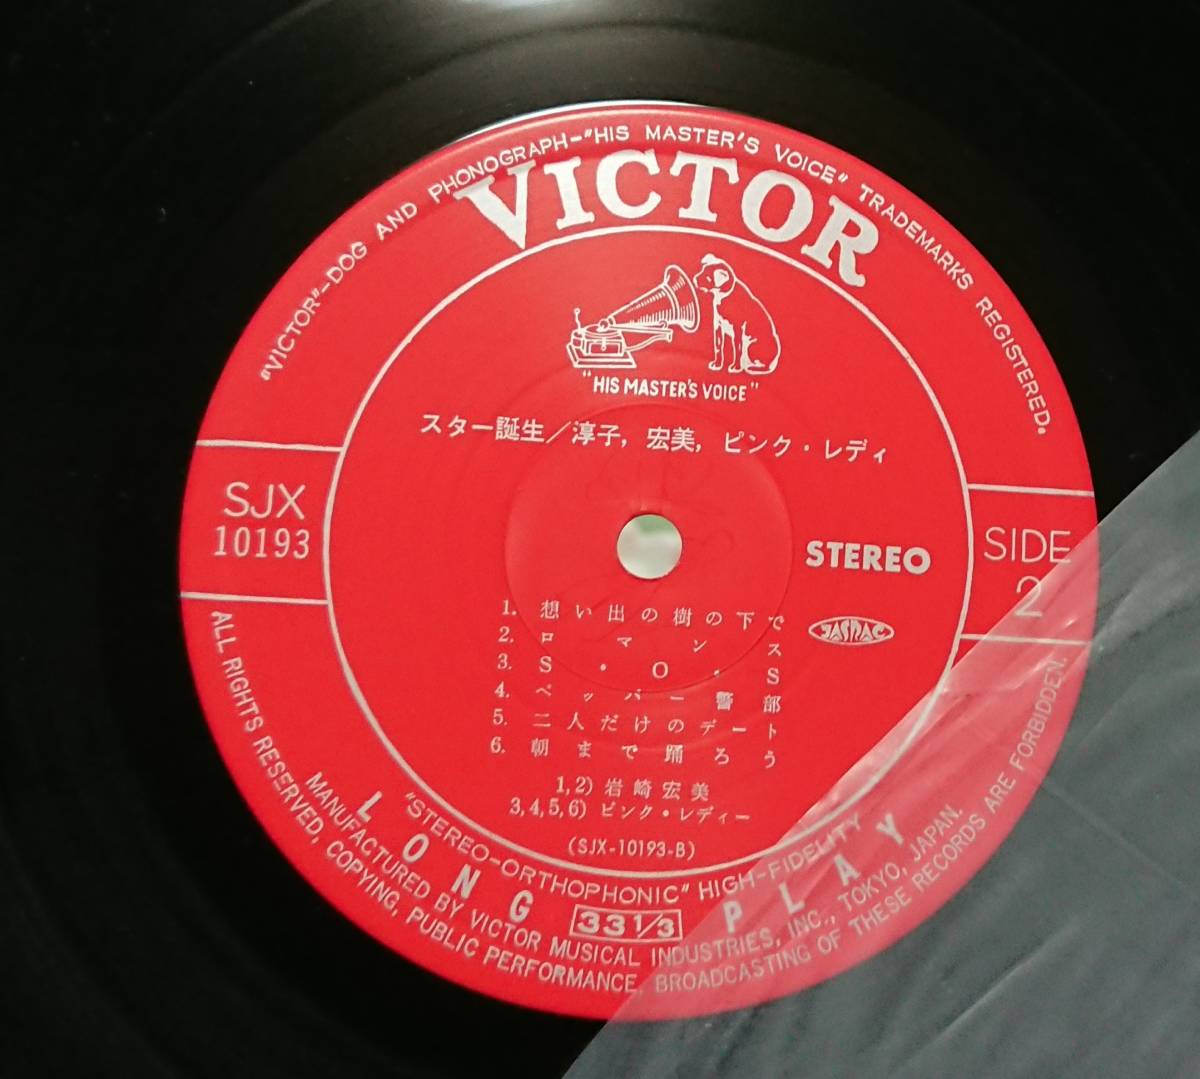 "VICTOR"-DOG AND PHONOGRAPH-"HIS MASTER'S VOICE" TRADEMARKS REGISTERED.
VICTOR
"HIS MASTER'S VOICE"
スター誕生／淳子, 宏美, ピンク・レディ
SJX
10193
STEREO
SIDE
2
JASRAC
1. 想い出の樹の下で
2. ロマンス
3. S・O・S
4. ペッパー警部
5. 二人だけのデート
6. 朝まで踊ろう
1,2) 岩崎宏美
3,4,5,6) ピンク・レディー
(SJX-10193-B)
"STEREO-ORTHOPHONIC" HIGH-FIDELITY
LONG 33 1/3 PLAY
MANUFACTURED BY VICTOR MUSICAL INDUSTRIES, INC., TOKYO, JAPAN.
ALL RIGHTS RESERVED, COPYING, PUBLIC PERFORMANCE, BROADCASTING OF THESE RECORDS ARE FORBIDDEN.